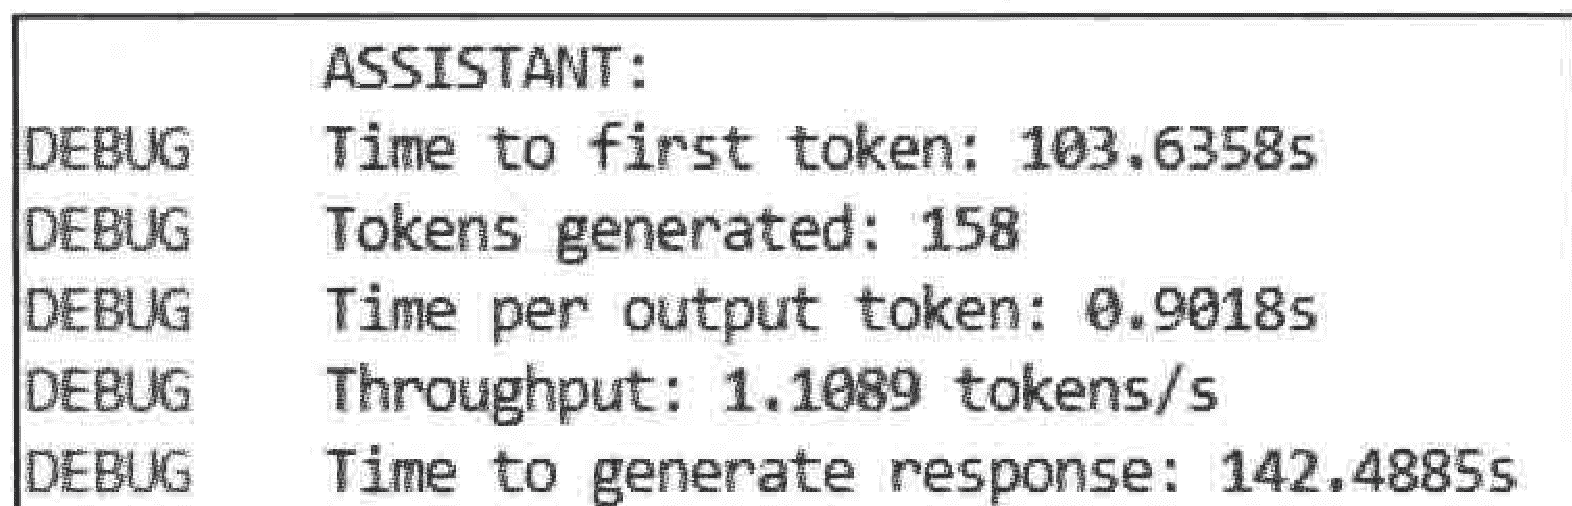 ASSISTANT:
DEBUG Time to first token: 103.6358s
DEBUG Tokens generated: 158
DEBUG Time per output token: 0.9018s
DEBUG Throughput: 1.1089 tokens/s
DEBUG Time to generate response: 142.4885s